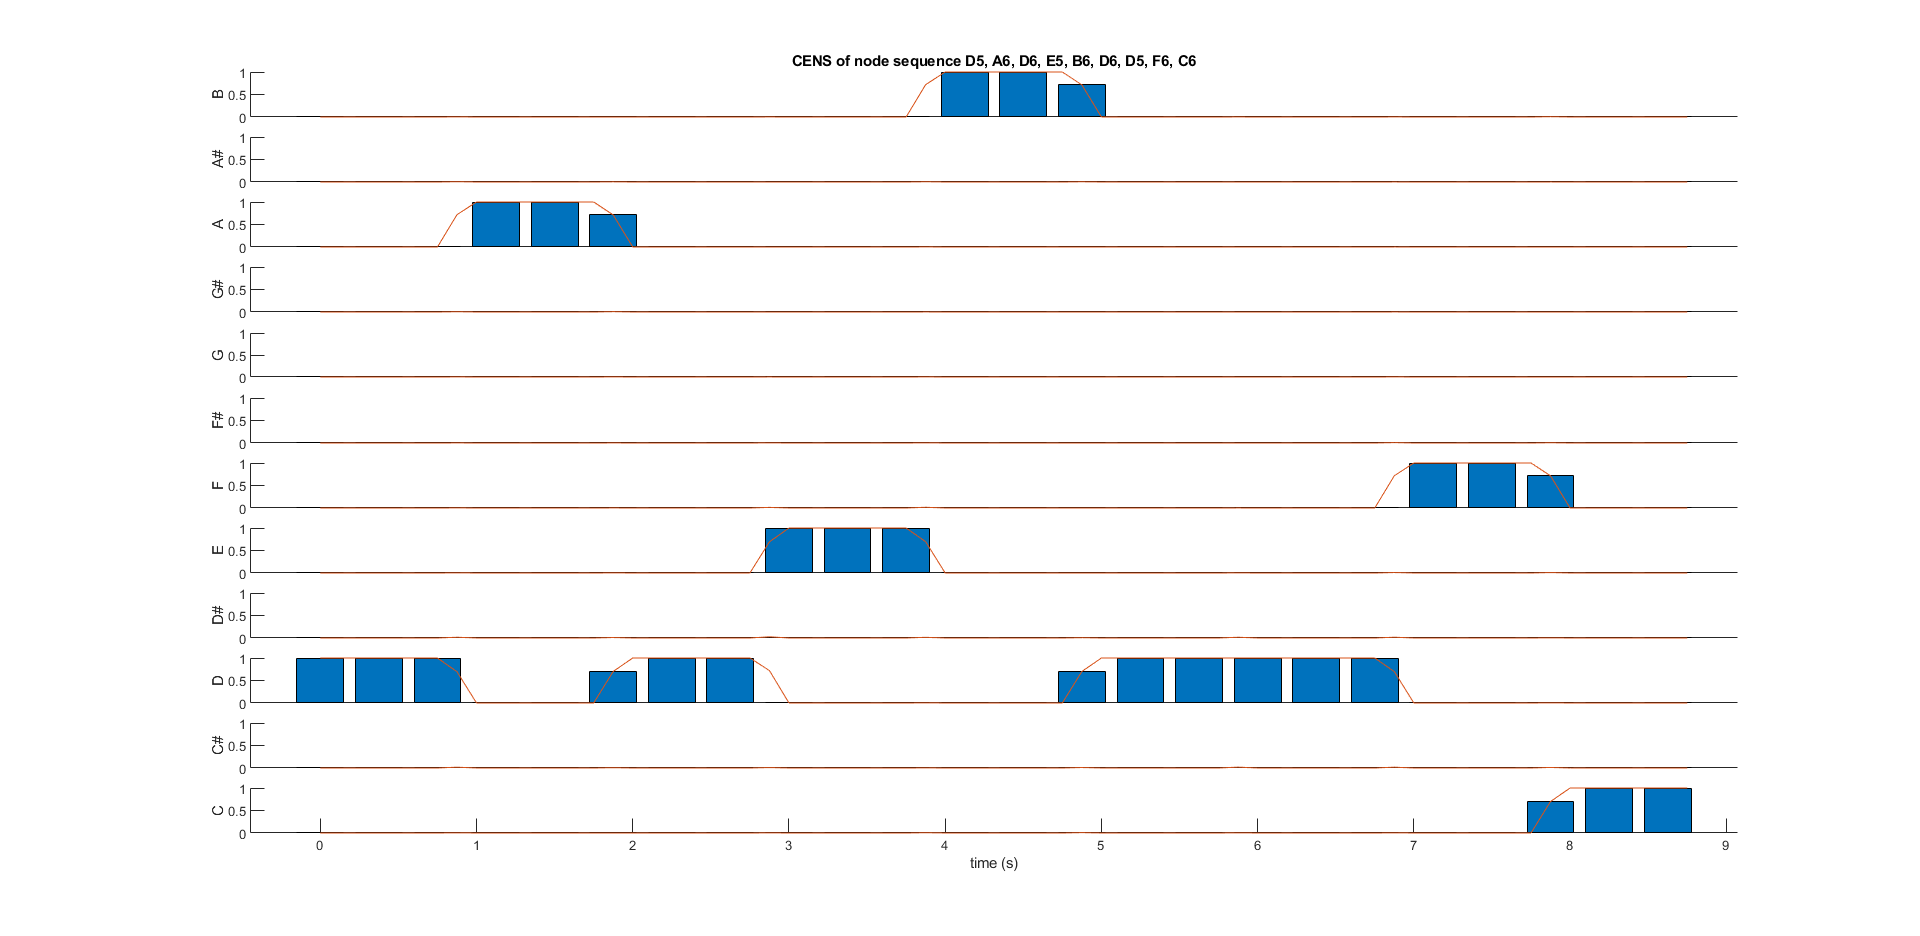 CENS of node sequence D5, A6, D6, E5, B6, D6, D5, F6, C6
B 1 0.5 0
A# 1 0.5 0
A 1 0.5 0
G# 1 0.5 0
G 1 0.5 0
F# 1 0.5 0
F 1 0.5 0
E 1 0.5 0
D# 1 0.5 0
D 1 0.5 0
C# 1 0.5 0
C 1 0.5 0
0 1 2 3 4 5 6 7 8 9
time (s)